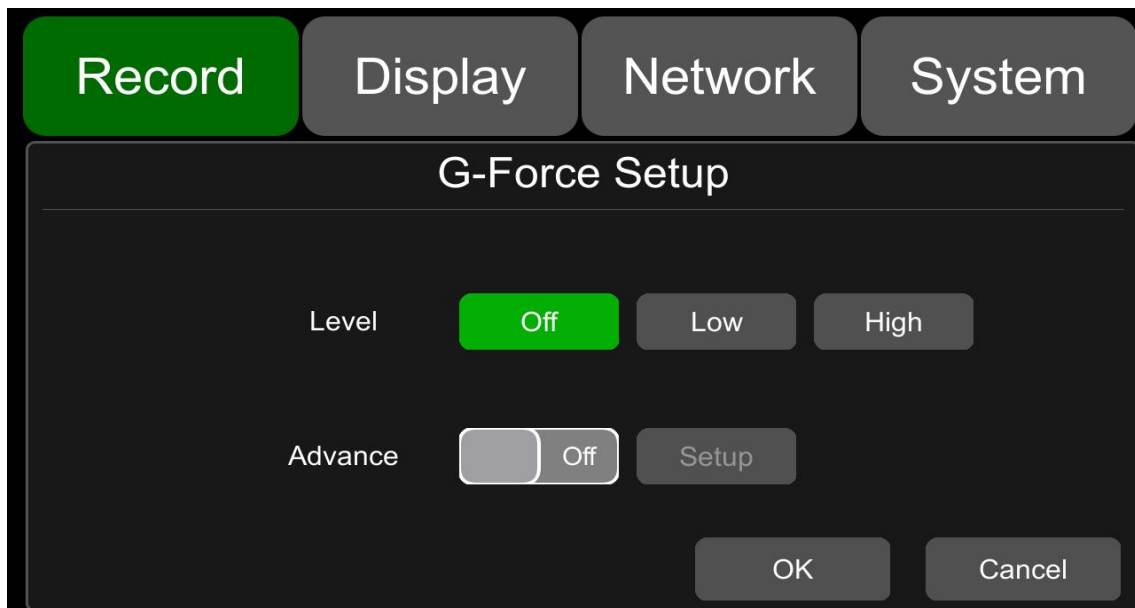 Record Display Network System
G-Force Setup
Level Off Low High
Advance Off Setup
OK Cancel